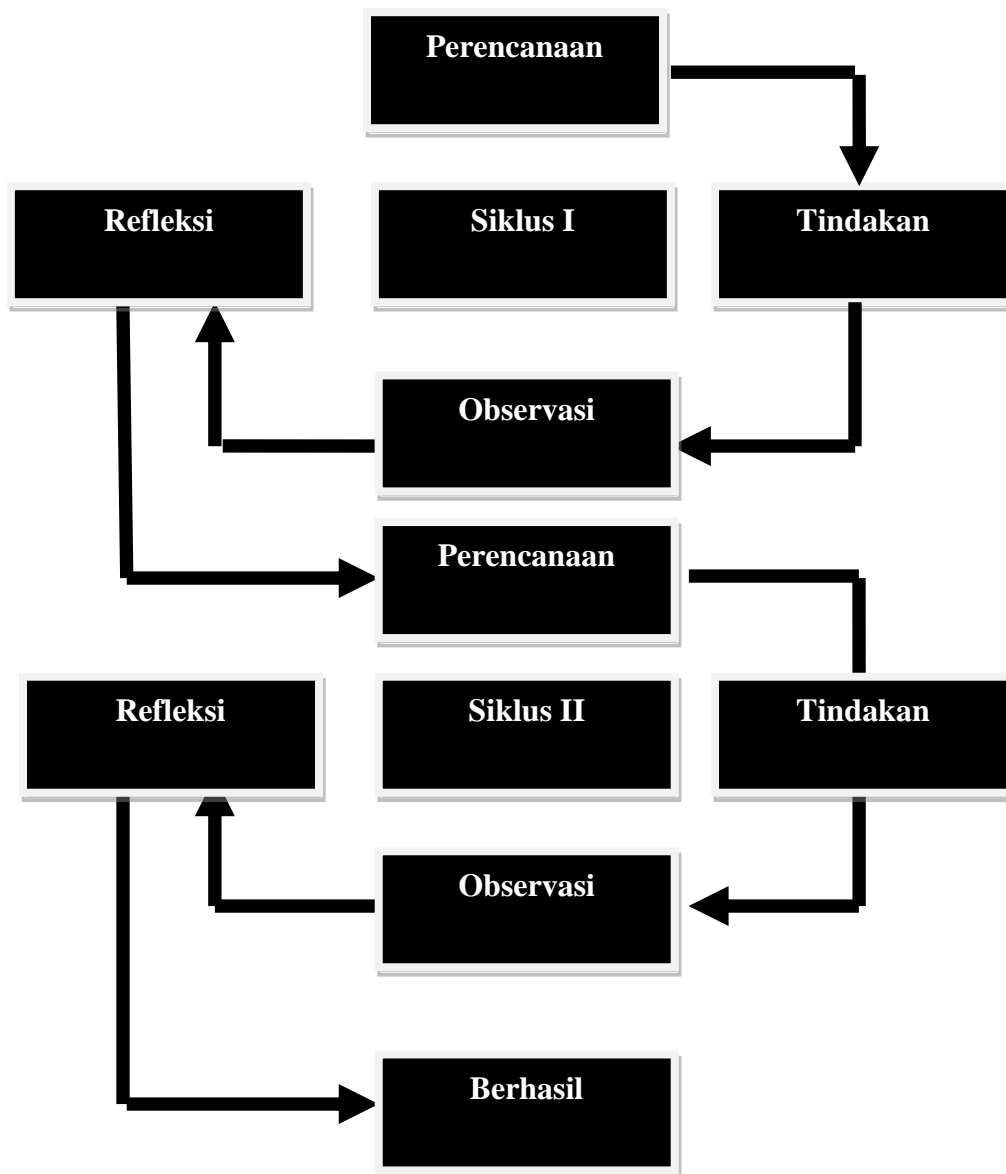 Perencanaan
Refleksi
Siklus I
Tindakan
Observasi
Perencanaan
Refleksi
Siklus II
Tindakan
Observasi
Berhasil